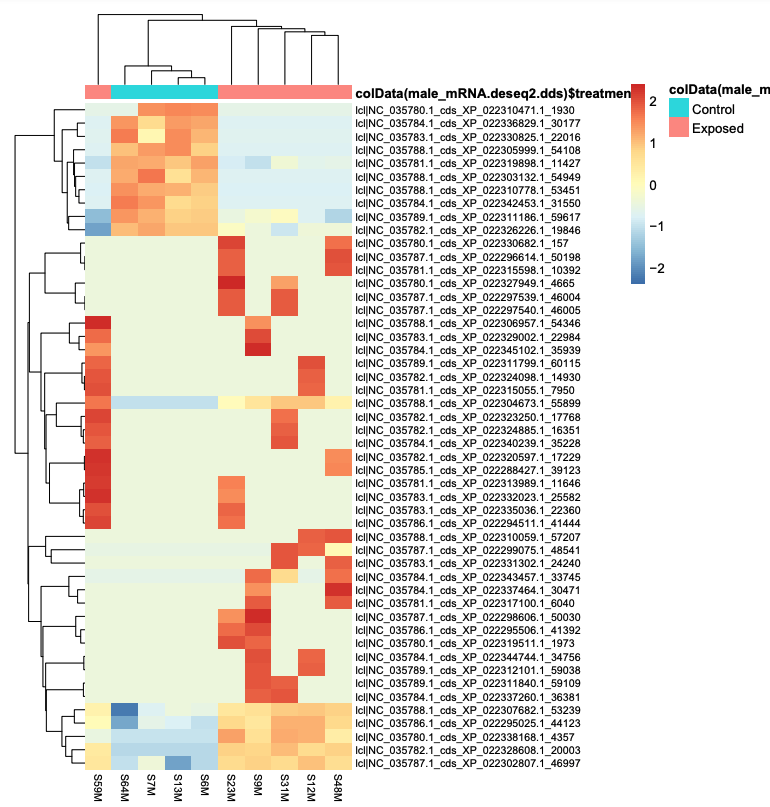 colData(male_mRNA.deseq2.dds)$treatmen
2
1
0
−1
−2
colData(male_m
Control
Exposed
lcl|NC_035780.1_cds_XP_022310471.1_1930
lcl|NC_035784.1_cds_XP_022336829.1_30177
lcl|NC_035783.1_cds_XP_022330825.1_22016
lcl|NC_035788.1_cds_XP_022305999.1_54108
lcl|NC_035781.1_cds_XP_022319898.1_11427
lcl|NC_035788.1_cds_XP_022303132.1_54949
lcl|NC_035788.1_cds_XP_022310778.1_53451
lcl|NC_035784.1_cds_XP_022342453.1_31550
lcl|NC_035789.1_cds_XP_022311186.1_59617
lcl|NC_035782.1_cds_XP_022326226.1_19846
lcl|NC_035780.1_cds_XP_022330682.1_157
lcl|NC_035787.1_cds_XP_022296614.1_50198
lcl|NC_035781.1_cds_XP_022315598.1_10392
lcl|NC_035780.1_cds_XP_022327949.1_4665
lcl|NC_035787.1_cds_XP_022297539.1_46004
lcl|NC_035787.1_cds_XP_022297540.1_46005
lcl|NC_035788.1_cds_XP_022306957.1_54346
lcl|NC_035783.1_cds_XP_022329002.1_22984
lcl|NC_035784.1_cds_XP_022345102.1_35939
lcl|NC_035789.1_cds_XP_022311799.1_60115
lcl|NC_035782.1_cds_XP_022324098.1_14930
lcl|NC_035781.1_cds_XP_022315055.1_7950
lcl|NC_035788.1_cds_XP_022304673.1_55899
lcl|NC_035782.1_cds_XP_022323250.1_17768
lcl|NC_035782.1_cds_XP_022324885.1_16351
lcl|NC_035784.1_cds_XP_022340239.1_35228
lcl|NC_035782.1_cds_XP_022320597.1_17229
lcl|NC_035785.1_cds_XP_022288427.1_39123
lcl|NC_035781.1_cds_XP_022313989.1_11646
lcl|NC_035783.1_cds_XP_022332023.1_25582
lcl|NC_035783.1_cds_XP_022335036.1_22360
lcl|NC_035786.1_cds_XP_022294511.1_41444
lcl|NC_035788.1_cds_XP_022310059.1_57207
lcl|NC_035787.1_cds_XP_022299075.1_48541
lcl|NC_035783.1_cds_XP_022331302.1_24240
lcl|NC_035784.1_cds_XP_022343457.1_33745
lcl|NC_035784.1_cds_XP_022337464.1_30471
lcl|NC_035781.1_cds_XP_022317100.1_6040
lcl|NC_035787.1_cds_XP_022298606.1_50030
lcl|NC_035786.1_cds_XP_022295506.1_41392
lcl|NC_035780.1_cds_XP_022319511.1_1973
lcl|NC_035784.1_cds_XP_022344744.1_34756
lcl|NC_035789.1_cds_XP_022312101.1_59038
lcl|NC_035789.1_cds_XP_022311840.1_59109
lcl|NC_035784.1_cds_XP_022337260.1_36381
lcl|NC_035788.1_cds_XP_022307682.1_53239
lcl|NC_035786.1_cds_XP_022295025.1_44123
lcl|NC_035780.1_cds_XP_022338168.1_4357
lcl|NC_035782.1_cds_XP_022328608.1_20003
lcl|NC_035787.1_cds_XP_022302807.1_46997
S59M
S64M
S7M
S13M
S6M
S23M
S9M
S31M
S12M
S48M